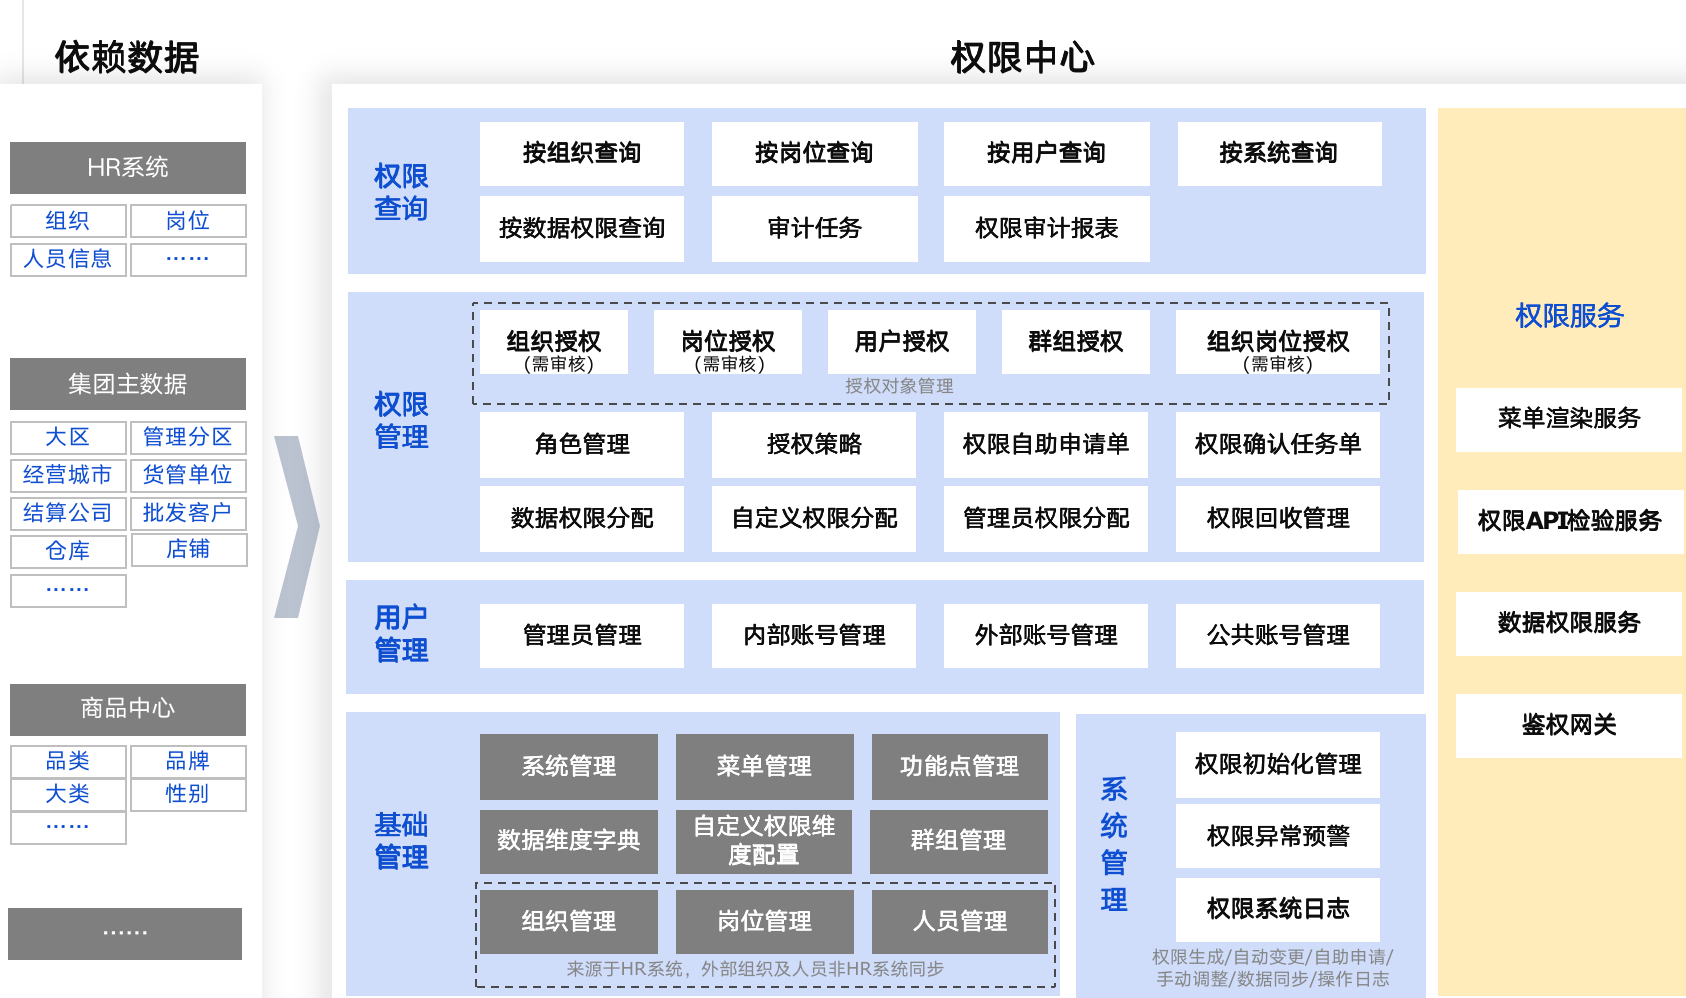 依赖数据
权限中心
HR系统
组织
岗位
人员信息
……
集团主数据
大区
管理分区
经营城市
货管单位
结算公司
批发客户
仓库
店铺
……
商品中心
品类
品牌
大类
性别
……
……
权限
查询
按组织查询
按岗位查询
按用户查询
按系统查询
按数据权限查询
审计任务
权限审计报表
权限
管理
组织授权
(需审核)
岗位授权
(需审核)
用户授权
群组授权
组织岗位授权
(需审核)
授权对象管理
角色管理
授权策略
权限自助申请单
权限确认任务单
数据权限分配
自定义权限分配
管理员权限分配
权限回收管理
用户
管理
管理员管理
内部账号管理
外部账号管理
公共账号管理
基础
管理
系统管理
菜单管理
功能点管理
数据维度字典
自定义权限维
度配置
群组管理
组织管理
岗位管理
人员管理
来源于HR系统，外部组织及人员非HR系统同步
系
统
管
理
权限初始化管理
权限异常预警
权限系统日志
权限生成/自动变更/自助申请/
手动调整/数据同步/操作日志
权限服务
菜单渲染服务
权限API检验服务
数据权限服务
鉴权网关